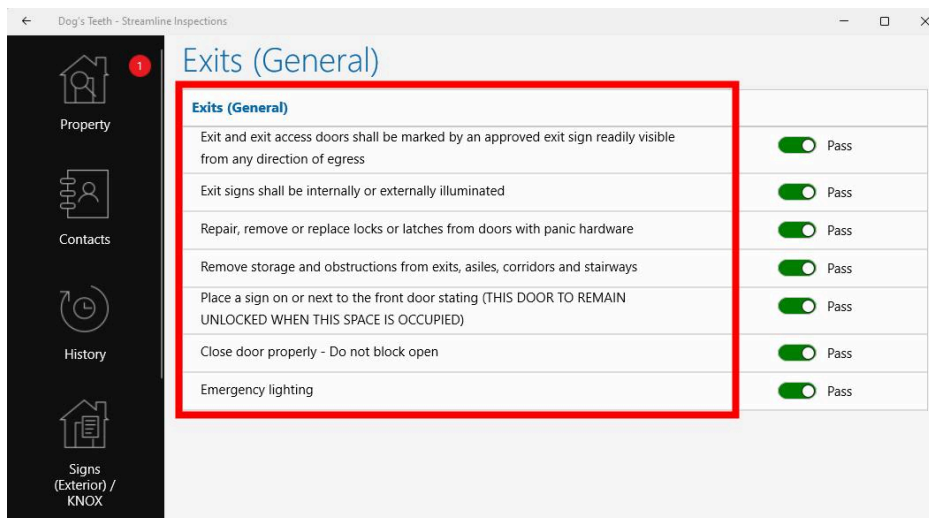 Dog's Teeth - Streamline Inspections
1
Property
Contacts
History
Signs
(Exterior) /
KNOX
Exits (General)
Exits (General)
Exit and exit access doors shall be marked by an approved exit sign readily visible
from any direction of egress
Pass
Exit signs shall be internally or externally illuminated
Pass
Repair, remove or replace locks or latches from doors with panic hardware
Pass
Remove storage and obstructions from exits, asiles, corridors and stairways
Pass
Place a sign on or next to the front door stating (THIS DOOR TO REMAIN
UNLOCKED WHEN THIS SPACE IS OCCUPIED)
Pass
Close door properly - Do not block open
Pass
Emergency lighting
Pass